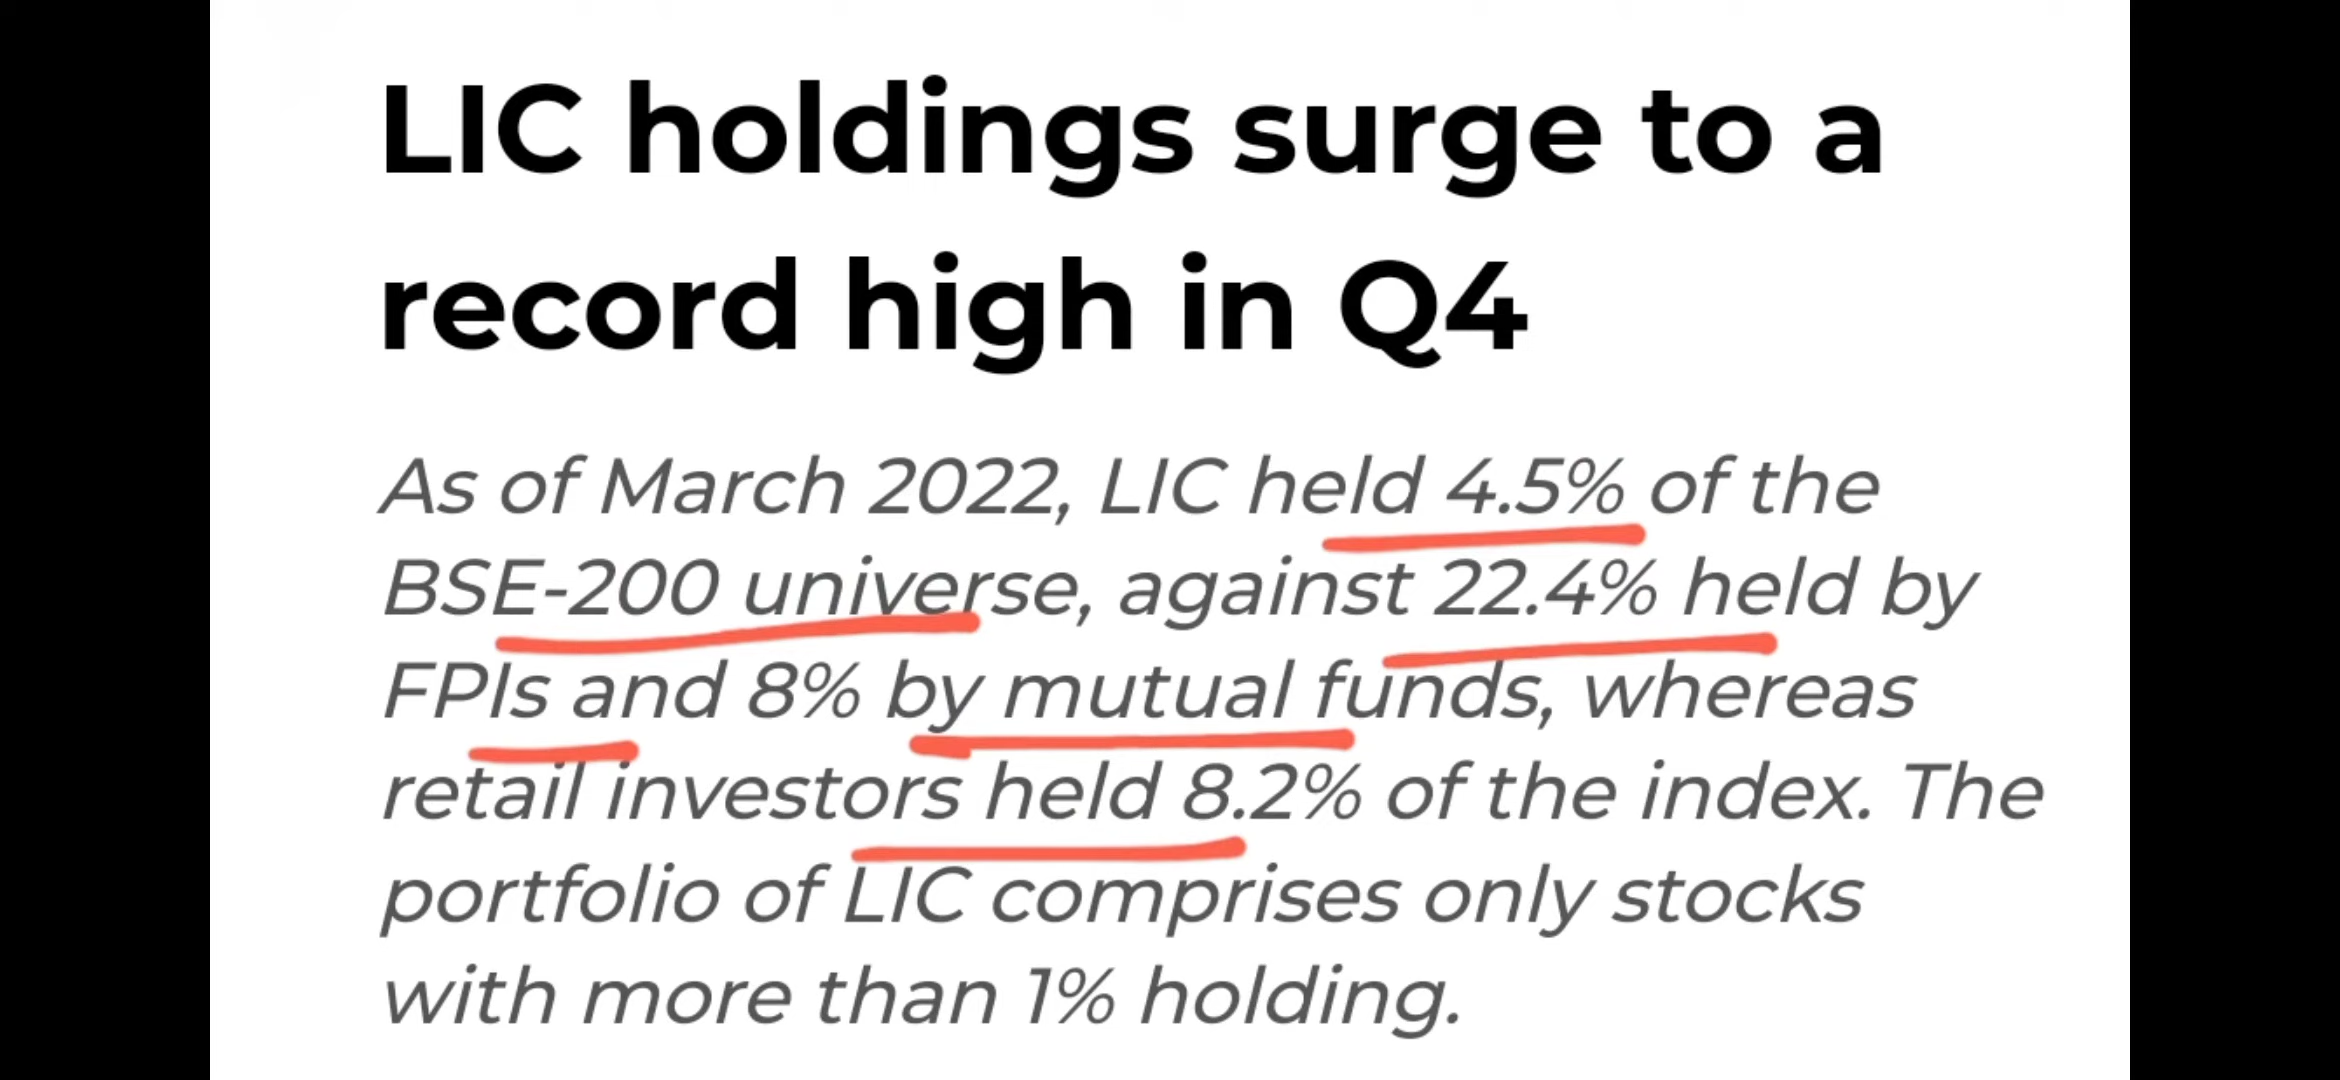 LIC holdings surge to a
record high in Q4
As of March 2022, LIC held 4.5% of the
BSE-200 universe, against 22.4% held by
FPIs and 8% by mutual funds, whereas
retail investors held 8.2% of the index. The
portfolio of LIC comprises only stocks
with more than 1% holding.